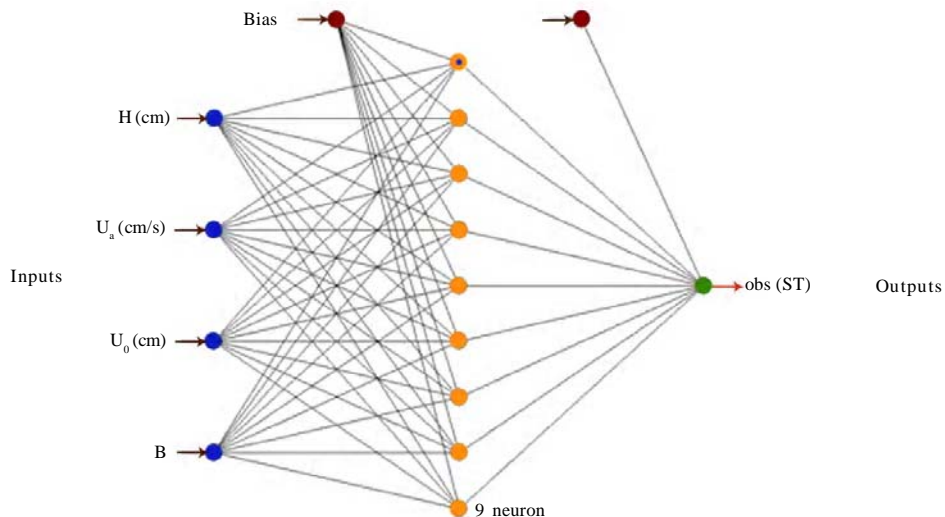 Bias
H (cm)
Uₐ (cm/s)
Inputs
obs (ST)
Outputs
U₀ (cm)
B
9 neuron